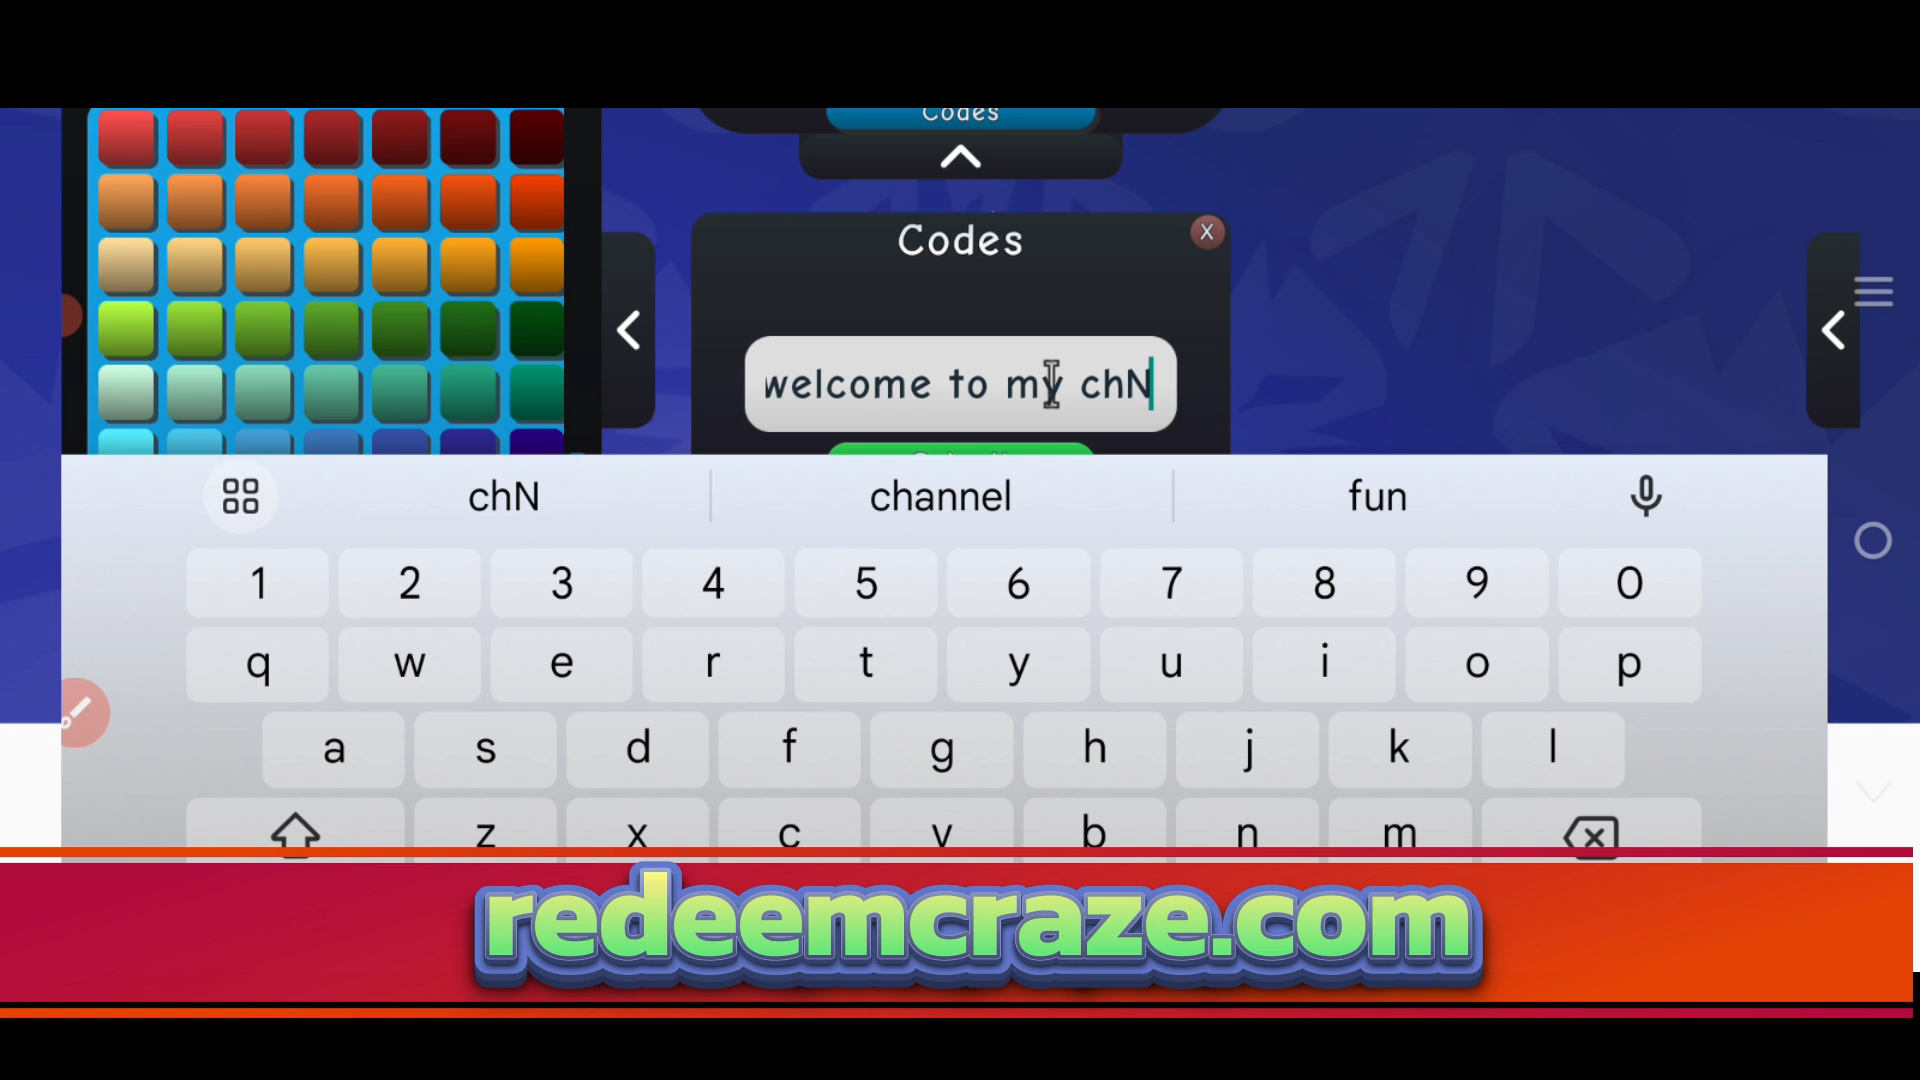 Codes
Codes
X
welcome to my chN
chN channel fun
1 2 3 4 5 6 7 8 9 0
q w e r t y u i o p
a s d f g h j k l
z x c v b n m
redeemcraze.com